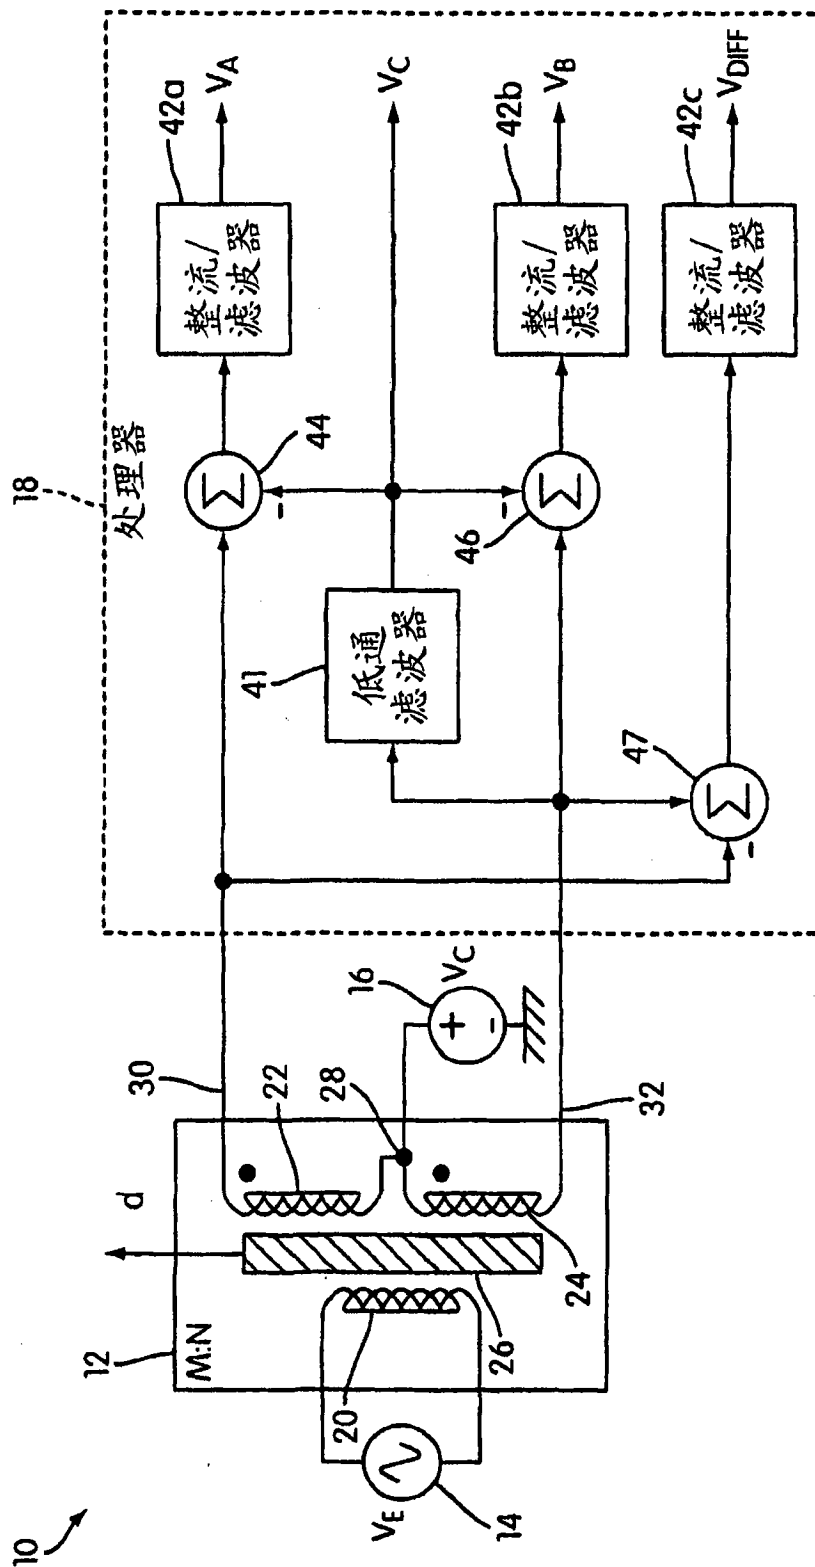 10
12
M:N
d
VE
14
20
26
22
24
28
30
32
16
VC
+
-
18
处理器
41
低通
滤波器
44
Σ
-
46
Σ
-
47
Σ
-
42a
整流/
滤波器
VA
VC
42b
整流/
滤波器
VB
42c
整流/
滤波器
VDIFF